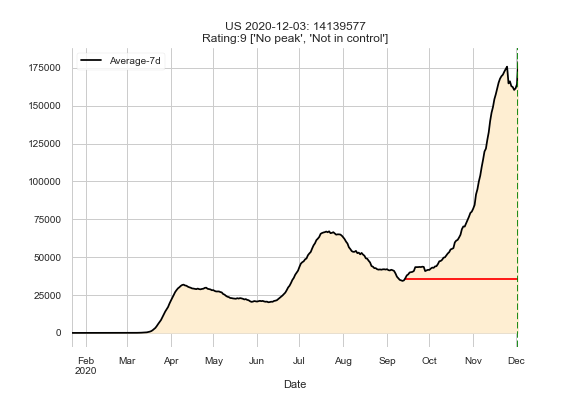 US 2020-12-03: 14139577
Rating:9 ['No peak', 'Not in control']
Average-7d
175000
150000
125000
100000
75000
50000
25000
0
Feb Mar Apr May Jun Jul Aug Sep Oct Nov Dec
2020
Date